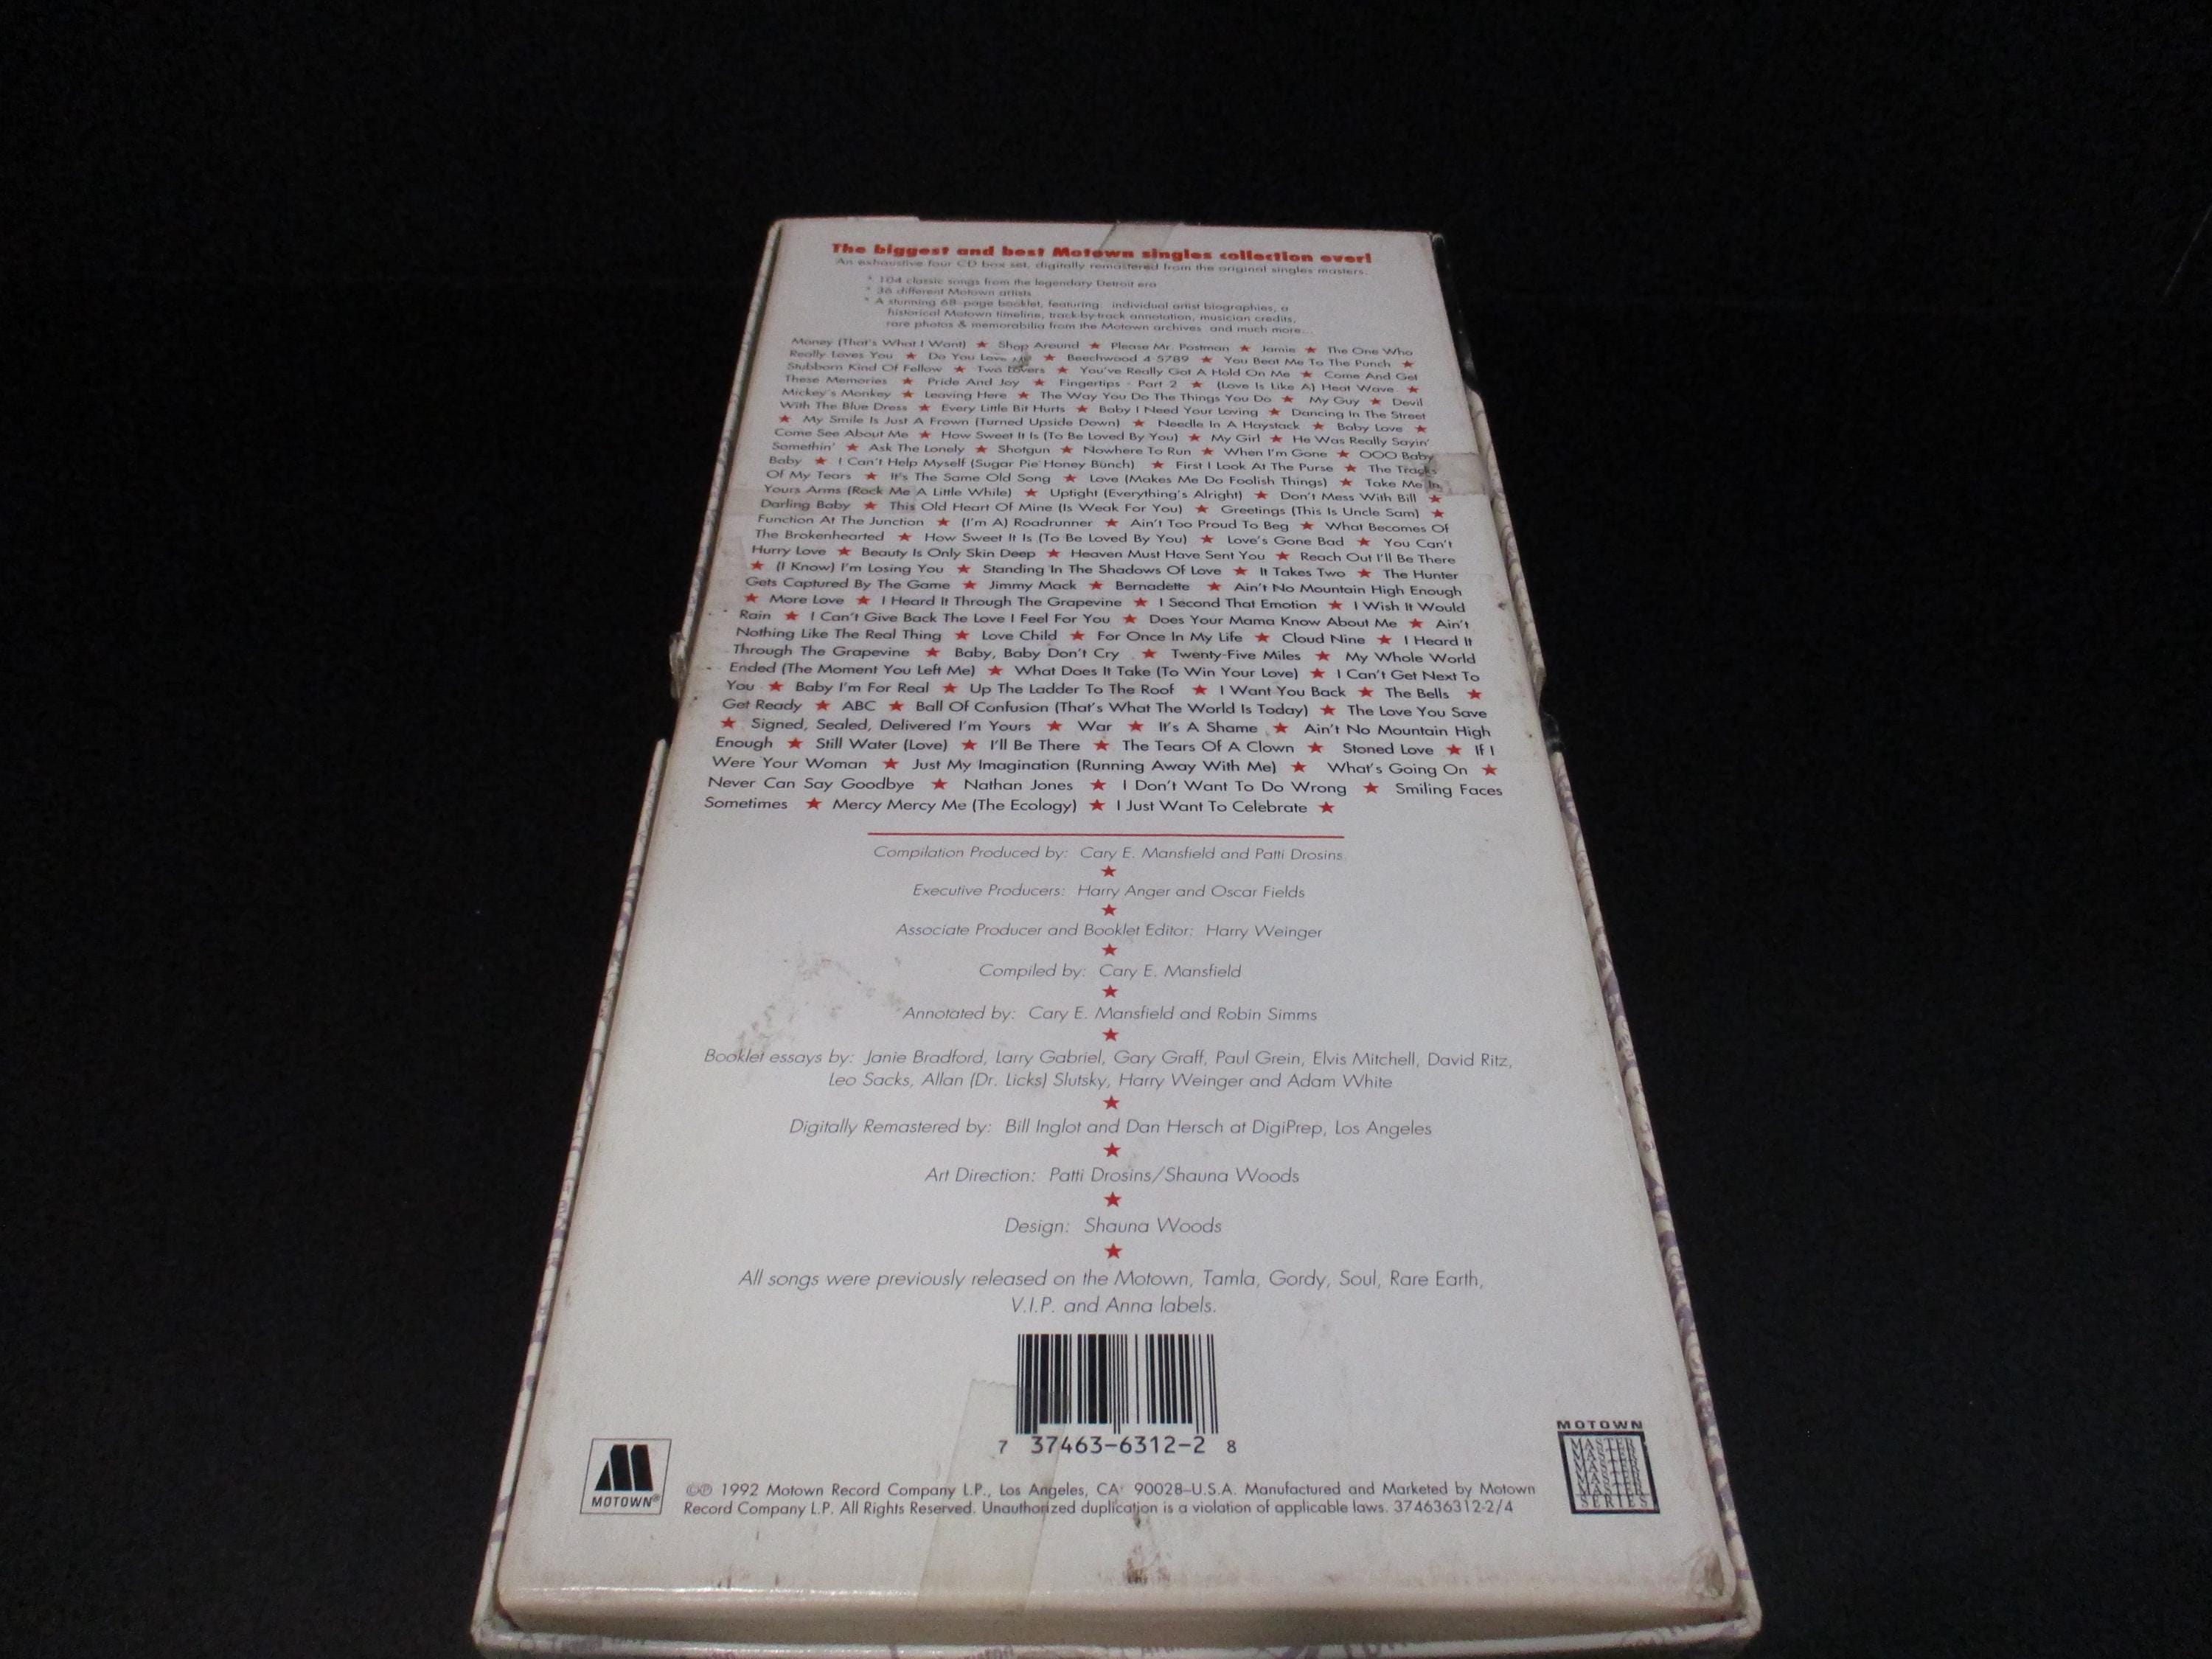 The biggest and best Motown singles collection ever!
An exhaustive four CD box set, digitally remastered from the original singles masters.
* 104 classic songs from the legendary Detroit era
* 36 different Motown artists
* A stunning 68-page booklet, featuring: individual artist biographies, a
historical Motown timeline, track-by-track annotation, musician credits,
rare photos & memorabilia from the Motown archives and much more...
Money (That's What I Want) ★ Shop Around ★ Please Mr. Postman ★ Jamie ★ The One Who
Really Loves You ★ Do You Love Me ★ Beechwood 4-5789 ★ You Beat Me To The Punch ★
Stubborn Kind Of Fellow ★ Two Lovers ★ You've Really Got A Hold On Me ★ Come And Get
These Memories ★ Pride And Joy ★ Fingertips - Part 2 ★ (Love Is Like A) Heat Wave ★
Mickey's Monkey ★ Leaving Here ★ The Way You Do The Things You Do ★ My Guy ★ Devil
With The Blue Dress ★ Every Little Bit Hurts ★ Baby I Need Your Loving ★ Dancing In The Street
★ My Smile Is Just A Frown (Turned Upside Down) ★ Needle In A Haystack ★ Baby Love ★
Come See About Me ★ How Sweet It Is (To Be Loved By You) ★ My Girl ★ He Was Really Sayin'
Somethin' ★ Ask The Lonely ★ Shotgun ★ Nowhere To Run ★ When I'm Gone ★ OOO Baby
Baby ★ I Can't Help Myself (Sugar Pie Honey Bunch) ★ First I Look At The Purse ★ The Tracks
Of My Tears ★ It's The Same Old Song ★ Love (Makes Me Do Foolish Things) ★ Take Me In
Yours Arms (Rock Me A Little While) ★ Uptight (Everything's Alright) ★ Don't Mess With Bill ★
Darling Baby ★ This Old Heart Of Mine (Is Weak For You) ★ Greetings (This Is Uncle Sam) ★
Function At The Junction ★ (I'm A) Roadrunner ★ Ain't Too Proud To Beg ★ What Becomes Of
The Brokenhearted ★ How Sweet It Is (To Be Loved By You) ★ Love's Gone Bad ★ You Can't
Hurry Love ★ Beauty Is Only Skin Deep ★ Heaven Must Have Sent You ★ Reach Out I'll Be There
★ (I Know) I'm Losing You ★ Standing In The Shadows Of Love ★ It Takes Two ★ The Hunter
Gets Captured By The Game ★ Jimmy Mack ★ Bernadette ★ Ain't No Mountain High Enough
★ More Love ★ I Heard It Through The Grapevine ★ I Second That Emotion ★ I Wish It Would
Rain ★ I Can't Give Back The Love I Feel For You ★ Does Your Mama Know About Me ★ Ain't
Nothing Like The Real Thing ★ Love Child ★ For Once In My Life ★ Cloud Nine ★ I Heard It
Through The Grapevine ★ Baby, Baby Don't Cry ★ Twenty-Five Miles ★ My Whole World
Ended (The Moment You Left Me) ★ What Does It Take (To Win Your Love) ★ I Can't Get Next To
You ★ Baby I'm For Real ★ Up The Ladder To The Roof ★ I Want You Back ★ The Bells ★
Get Ready ★ ABC ★ Ball Of Confusion (That's What The World Is Today) ★ The Love You Save
★ Signed, Sealed, Delivered I'm Yours ★ War ★ It's A Shame ★ Ain't No Mountain High
Enough ★ Still Water (Love) ★ I'll Be There ★ The Tears Of A Clown ★ Stoned Love ★ If I
Were Your Woman ★ Just My Imagination (Running Away With Me) ★ What's Going On ★
Never Can Say Goodbye ★ Nathan Jones ★ I Don't Want To Do Wrong ★ Smiling Faces
Sometimes ★ Mercy Mercy Me (The Ecology) ★ I Just Want To Celebrate ★
Compilation Produced by: Cary E. Mansfield and Patti Drosins
★
Executive Producers: Harry Anger and Oscar Fields
★
Associate Producer and Booklet Editor: Harry Weinger
★
Compiled by: Cary E. Mansfield
★
Annotated by: Cary E. Mansfield and Robin Simms
★
Booklet essays by: Janie Bradford, Larry Gabriel, Gary Graff, Paul Grein, Elvis Mitchell, David Ritz,
Leo Sacks, Allan (Dr. Licks) Slutsky, Harry Weinger and Adam White
★
Digitally Remastered by: Bill Inglot and Dan Hersch at DigiPrep, Los Angeles
★
Art Direction: Patti Drosins/Shauna Woods
★
Design: Shauna Woods
★
All songs were previously released on the Motown, Tamla, Gordy, Soul, Rare Earth,
V.I.P. and Anna labels.
7 37463-6312-2 8
MOTOWN®
©℗ 1992 Motown Record Company L.P., Los Angeles, CA 90028–U.S.A. Manufactured and Marketed by Motown
Record Company L.P. All Rights Reserved. Unauthorized duplication is a violation of applicable laws. 374636312-2/4
MOTOWN
MASTER
SERIES